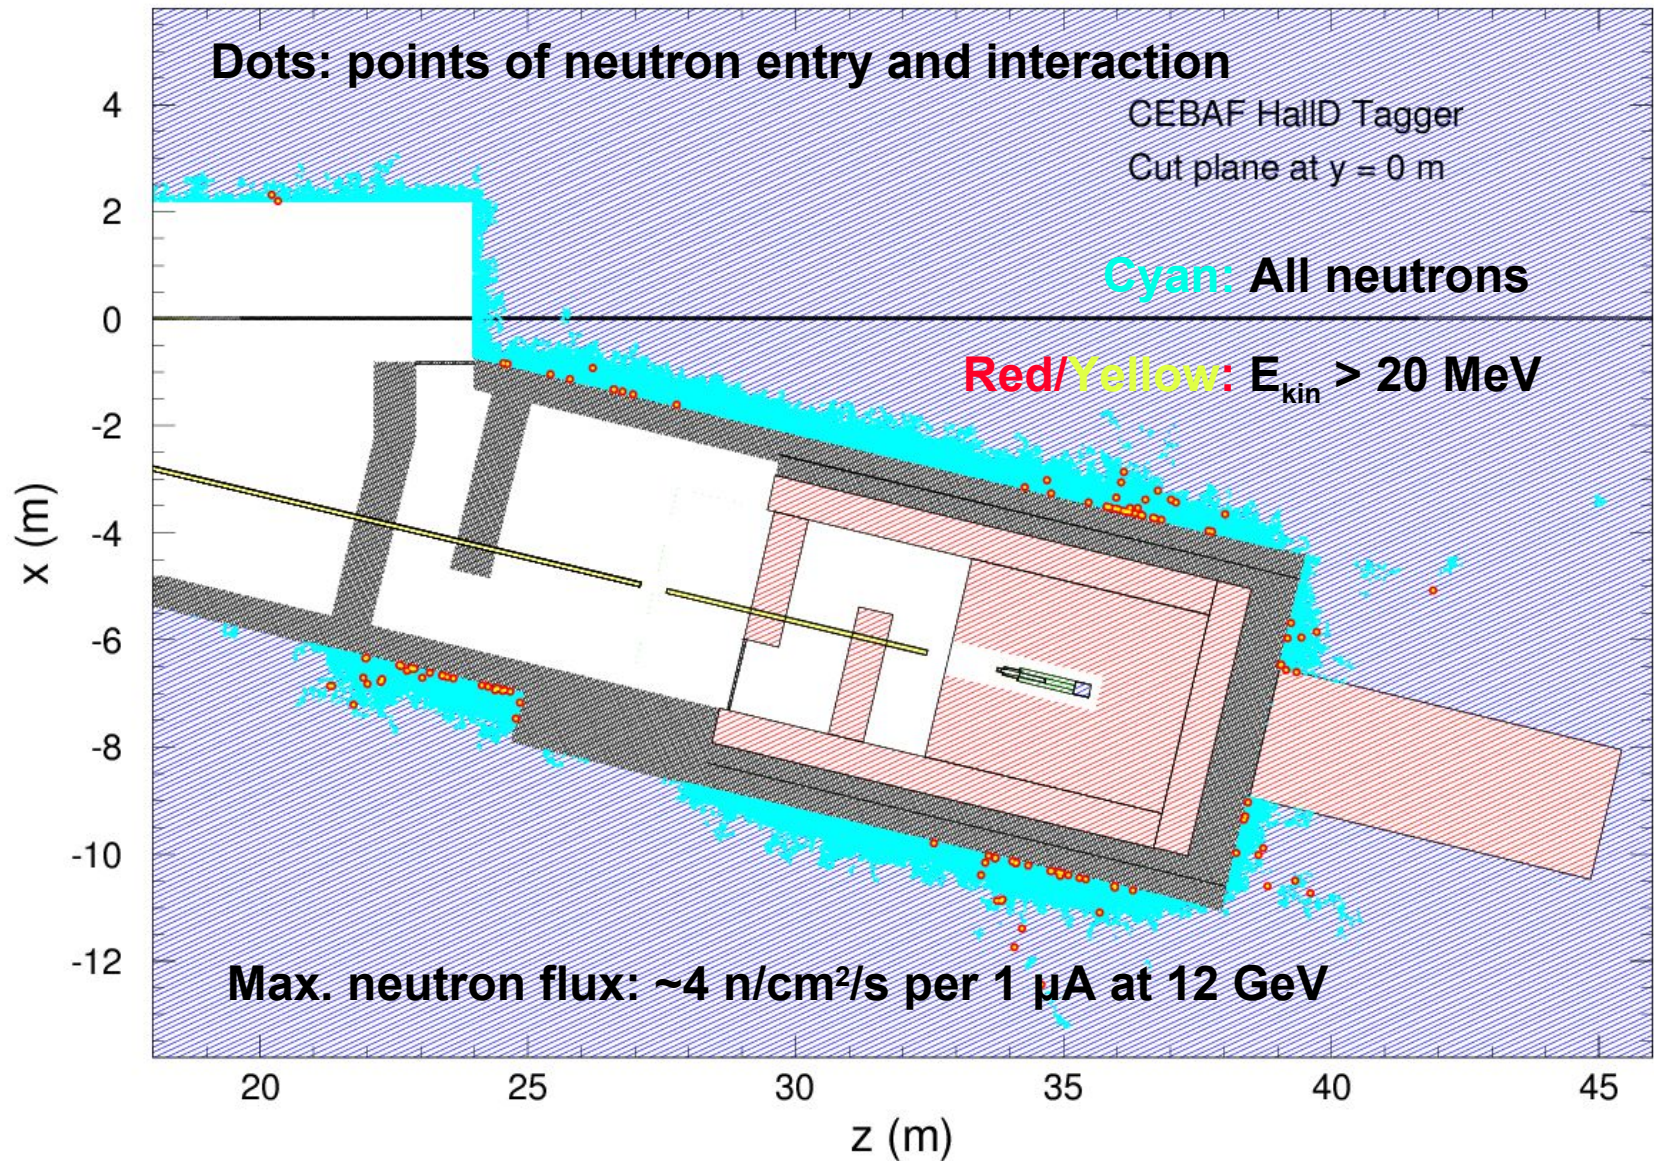 Dots: points of neutron entry and interaction
CEBAF HallD Tagger
Cut plane at y = 0 m
Cyan: All neutrons
Red/Yellow: Ekin > 20 MeV
Max. neutron flux: ~4 n/cm²/s per 1 µA at 12 GeV
4
2
0
-2
-4
-6
-8
-10
-12
x (m)
20 25 30 35 40 45
z (m)